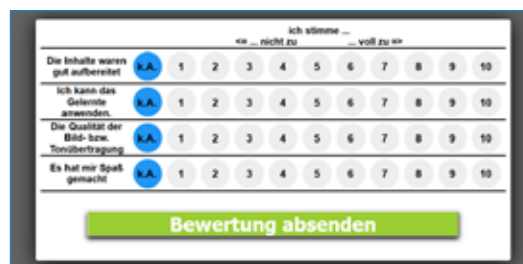 ich stimme ...
<= ... nicht zu ... voll zu =>
Die Inhalte waren gut aufbereitet k.A. 1 2 3 4 5 6 7 8 9 10
Ich kann das Gelernte anwenden. k.A. 1 2 3 4 5 6 7 8 9 10
Die Qualität der Bild- bzw. Tonübertragung k.A. 1 2 3 4 5 6 7 8 9 10
Es hat mir Spaß gemacht k.A. 1 2 3 4 5 6 7 8 9 10
Bewertung absenden